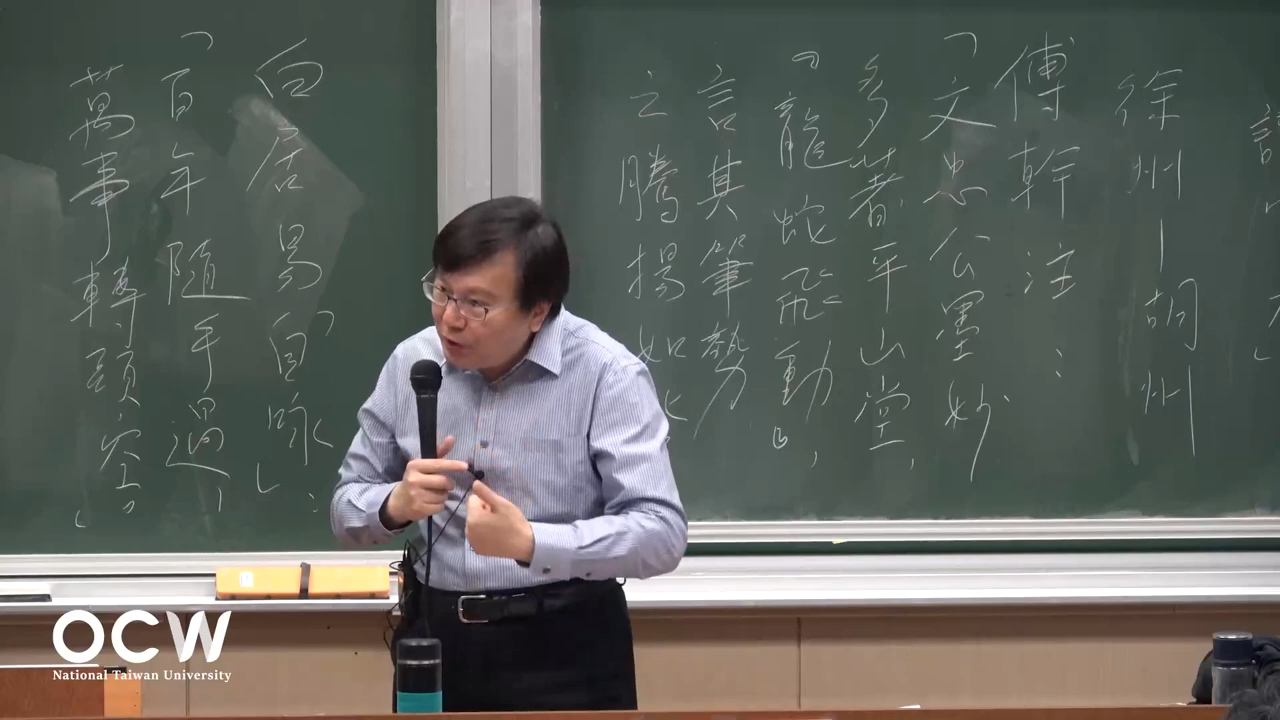 徐州—胡州
傅幹注：
「文忠公墨妙
多著平山堂，
『龍蛇飛動』，
言其筆勢
之騰揚如此
白居易「自咏」：
「百年隨手過，
萬事轉頭空。」
OCW
National Taiwan University